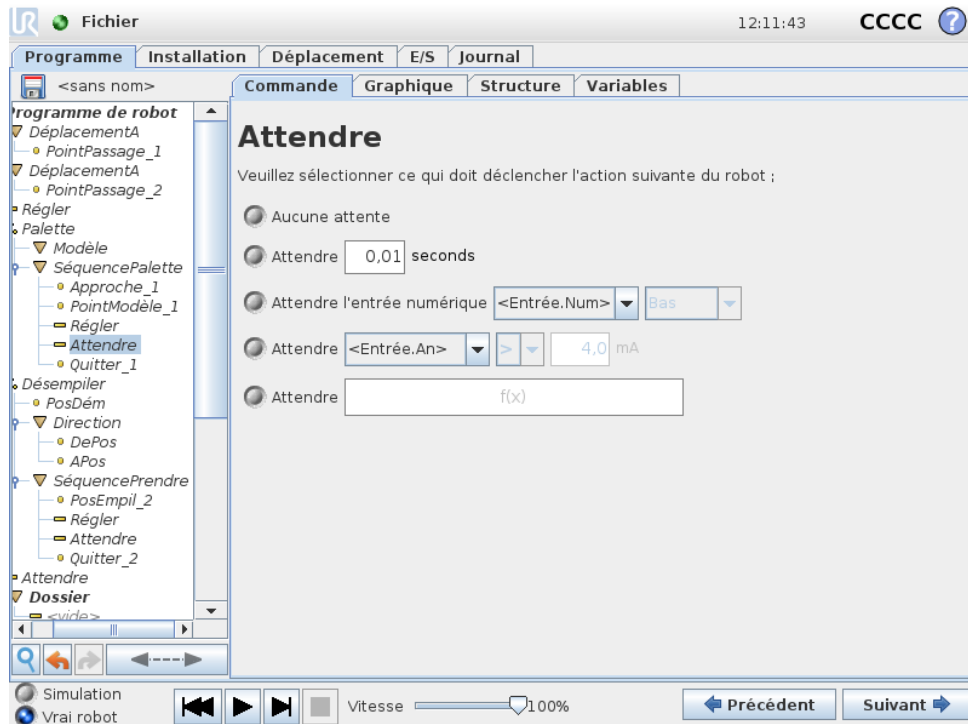 UR Fichier 12:11:43 CCCC ?
Programme Installation Déplacement E/S Journal
<sans nom> Commande Graphique Structure Variables
Programme de robot
DéplacementA
PointPassage_1
DéplacementA
PointPassage_2
Régler
Palette
Modèle
SéquencePalette
Approche_1
PointModèle_1
Régler
Attendre
Quitter_1
Désempiler
PosDém
Direction
DePos
APos
SéquencePrendre
PosEmpil_2
Régler
Attendre
Quitter_2
Attendre
Dossier
<vide>
Attendre
Veuillez sélectionner ce qui doit déclencher l'action suivante du robot ;
Aucune attente
Attendre 0,01 seconds
Attendre l'entrée numérique <Entrée.Num> Bas
Attendre <Entrée.An> > 4,0 mA
Attendre f(x)
Simulation
Vrai robot
Vitesse 100%
Précédent Suivant